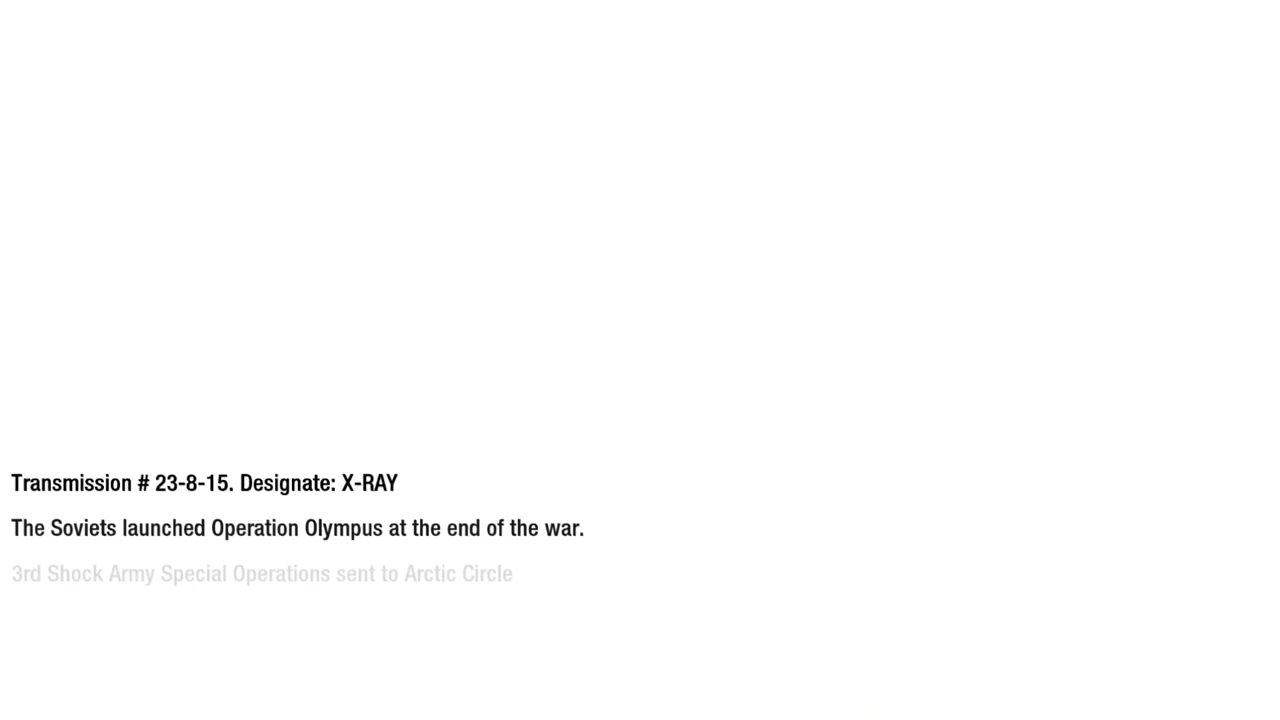 Transmission # 23-8-15. Designate: X-RAY
The Soviets launched Operation Olympus at the end of the war.
3rd Shock Army Special Operations sent to Arctic Circle